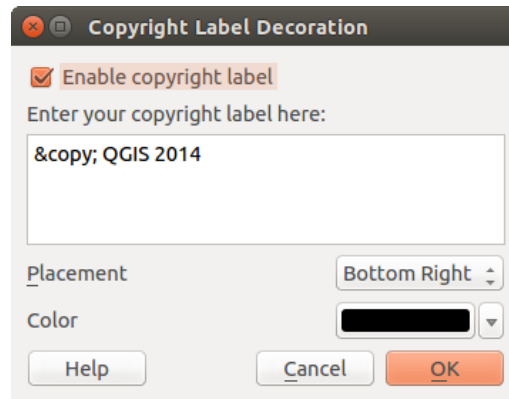 Copyright Label Decoration
Enable copyright label
Enter your copyright label here:
&copy; QGIS 2014
Placement
Bottom Right
Color
Help
Cancel
OK